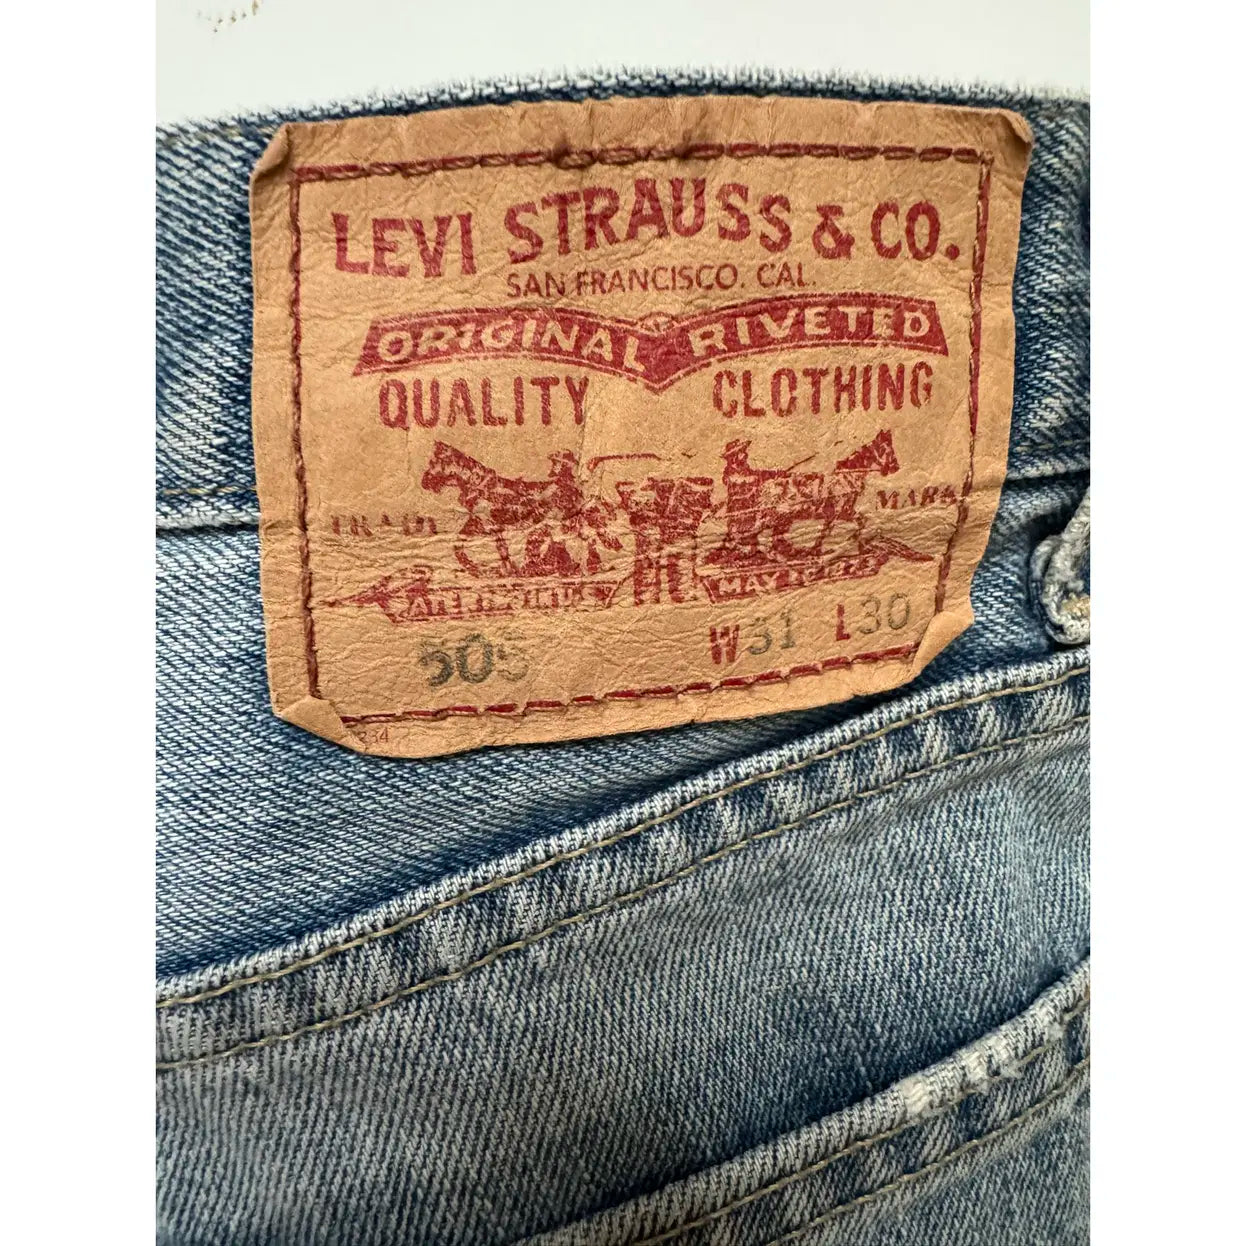 LEVI STRAUSS & CO.
SAN FRANCISCO. CAL.
ORIGINAL RIVETED
QUALITY CLOTHING
TRADE MARK
505 W31 L30